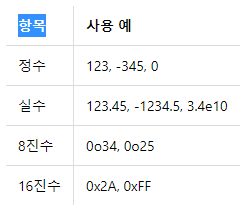 항목 사용 예
정수 123, -345, 0
실수 123.45, -1234.5, 3.4e10
8진수 0o34, 0o25
16진수 0x2A, 0xFF